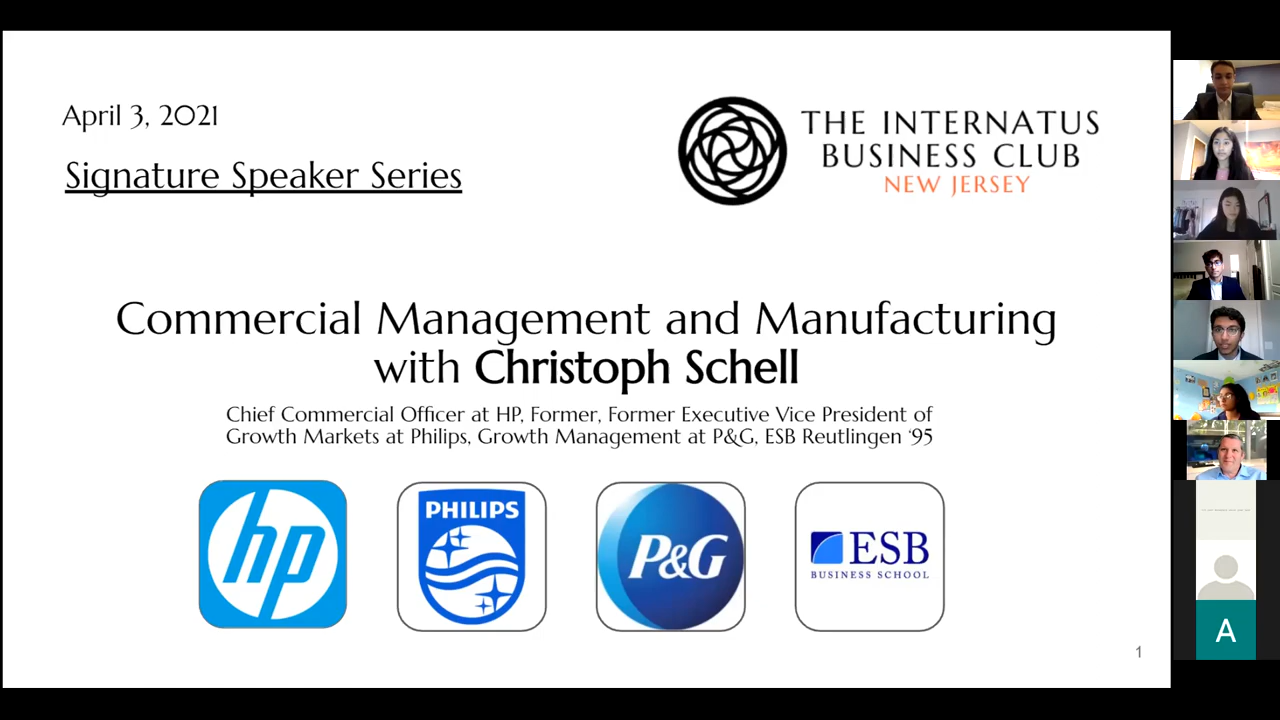 April 3, 2021
Signature Speaker Series
THE INTERNATUS
BUSINESS CLUB
NEW JERSEY
Commercial Management and Manufacturing
with Christoph Schell
Chief Commercial Officer at HP, Former, Former Executive Vice President of
Growth Markets at Philips, Growth Management at P&G, ESB Reutlingen ‘95
hp
PHILIPS
P&G
ESB
BUSINESS SCHOOL
1
A